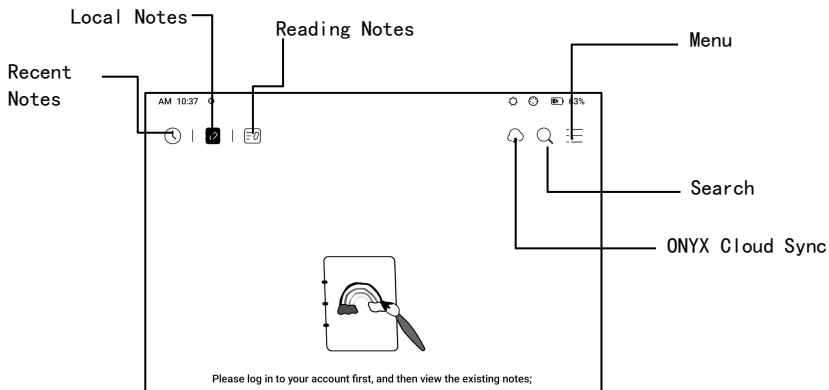 Local Notes
Reading Notes
Menu
Recent
Notes
AM 10:37
63%
Search
ONYX Cloud Sync
Please log in to your account first, and then view the existing notes;